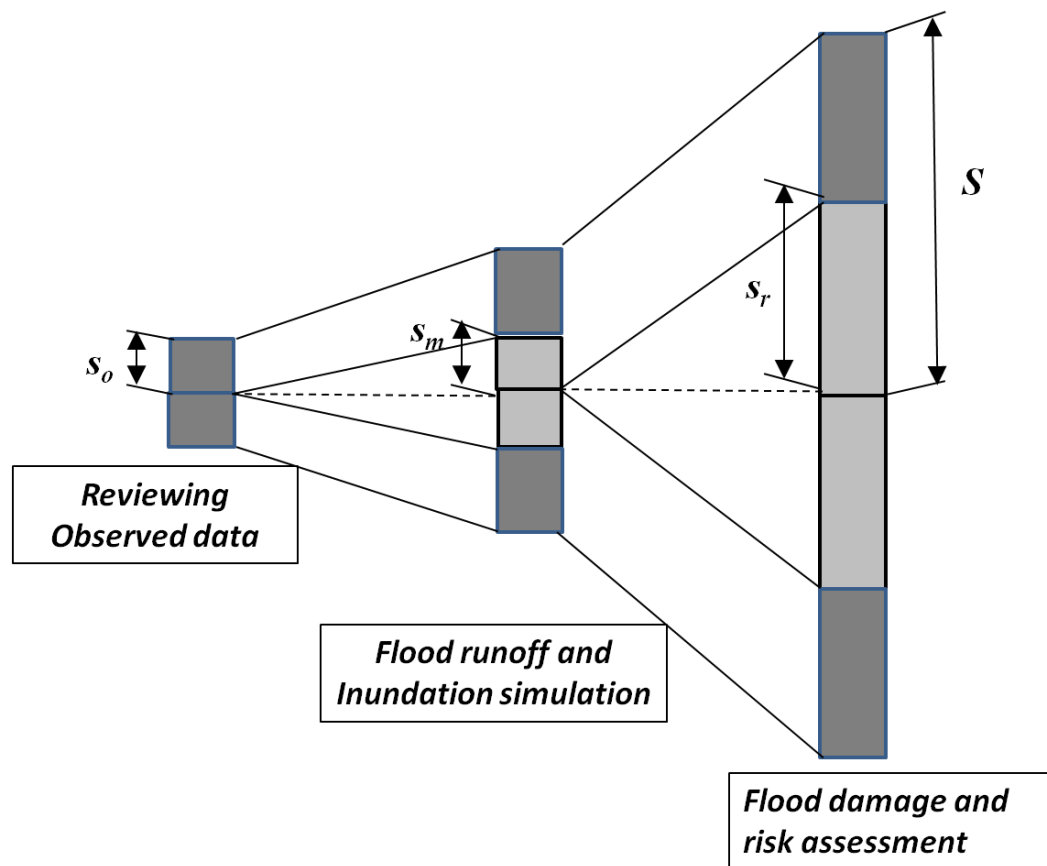 S
s_r
s_m
s_o
Reviewing
Observed data
Flood runoff and
Inundation simulation
Flood damage and
risk assessment